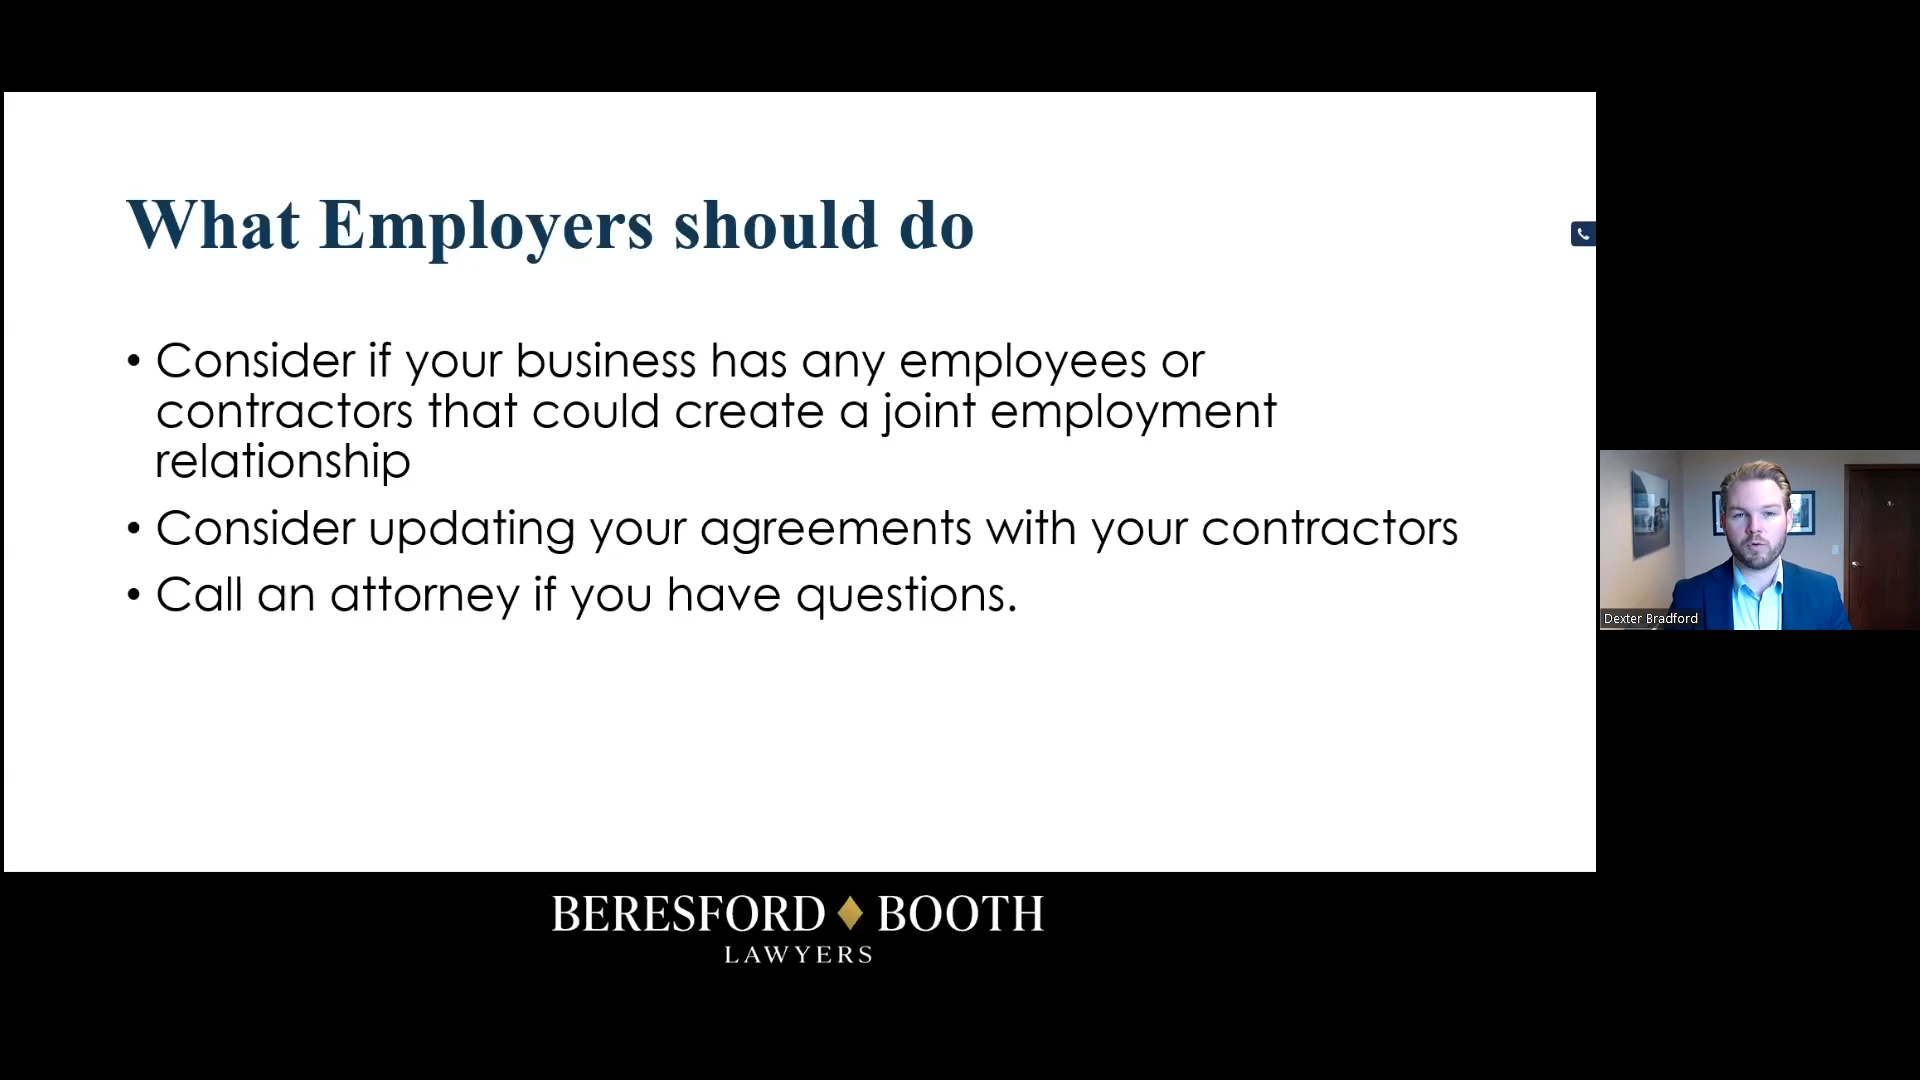 What Employers should do
• Consider if your business has any employees or
contractors that could create a joint employment
relationship
• Consider updating your agreements with your contractors
• Call an attorney if you have questions.
Dexter Bradford
BERESFORD BOOTH
LAWYERS